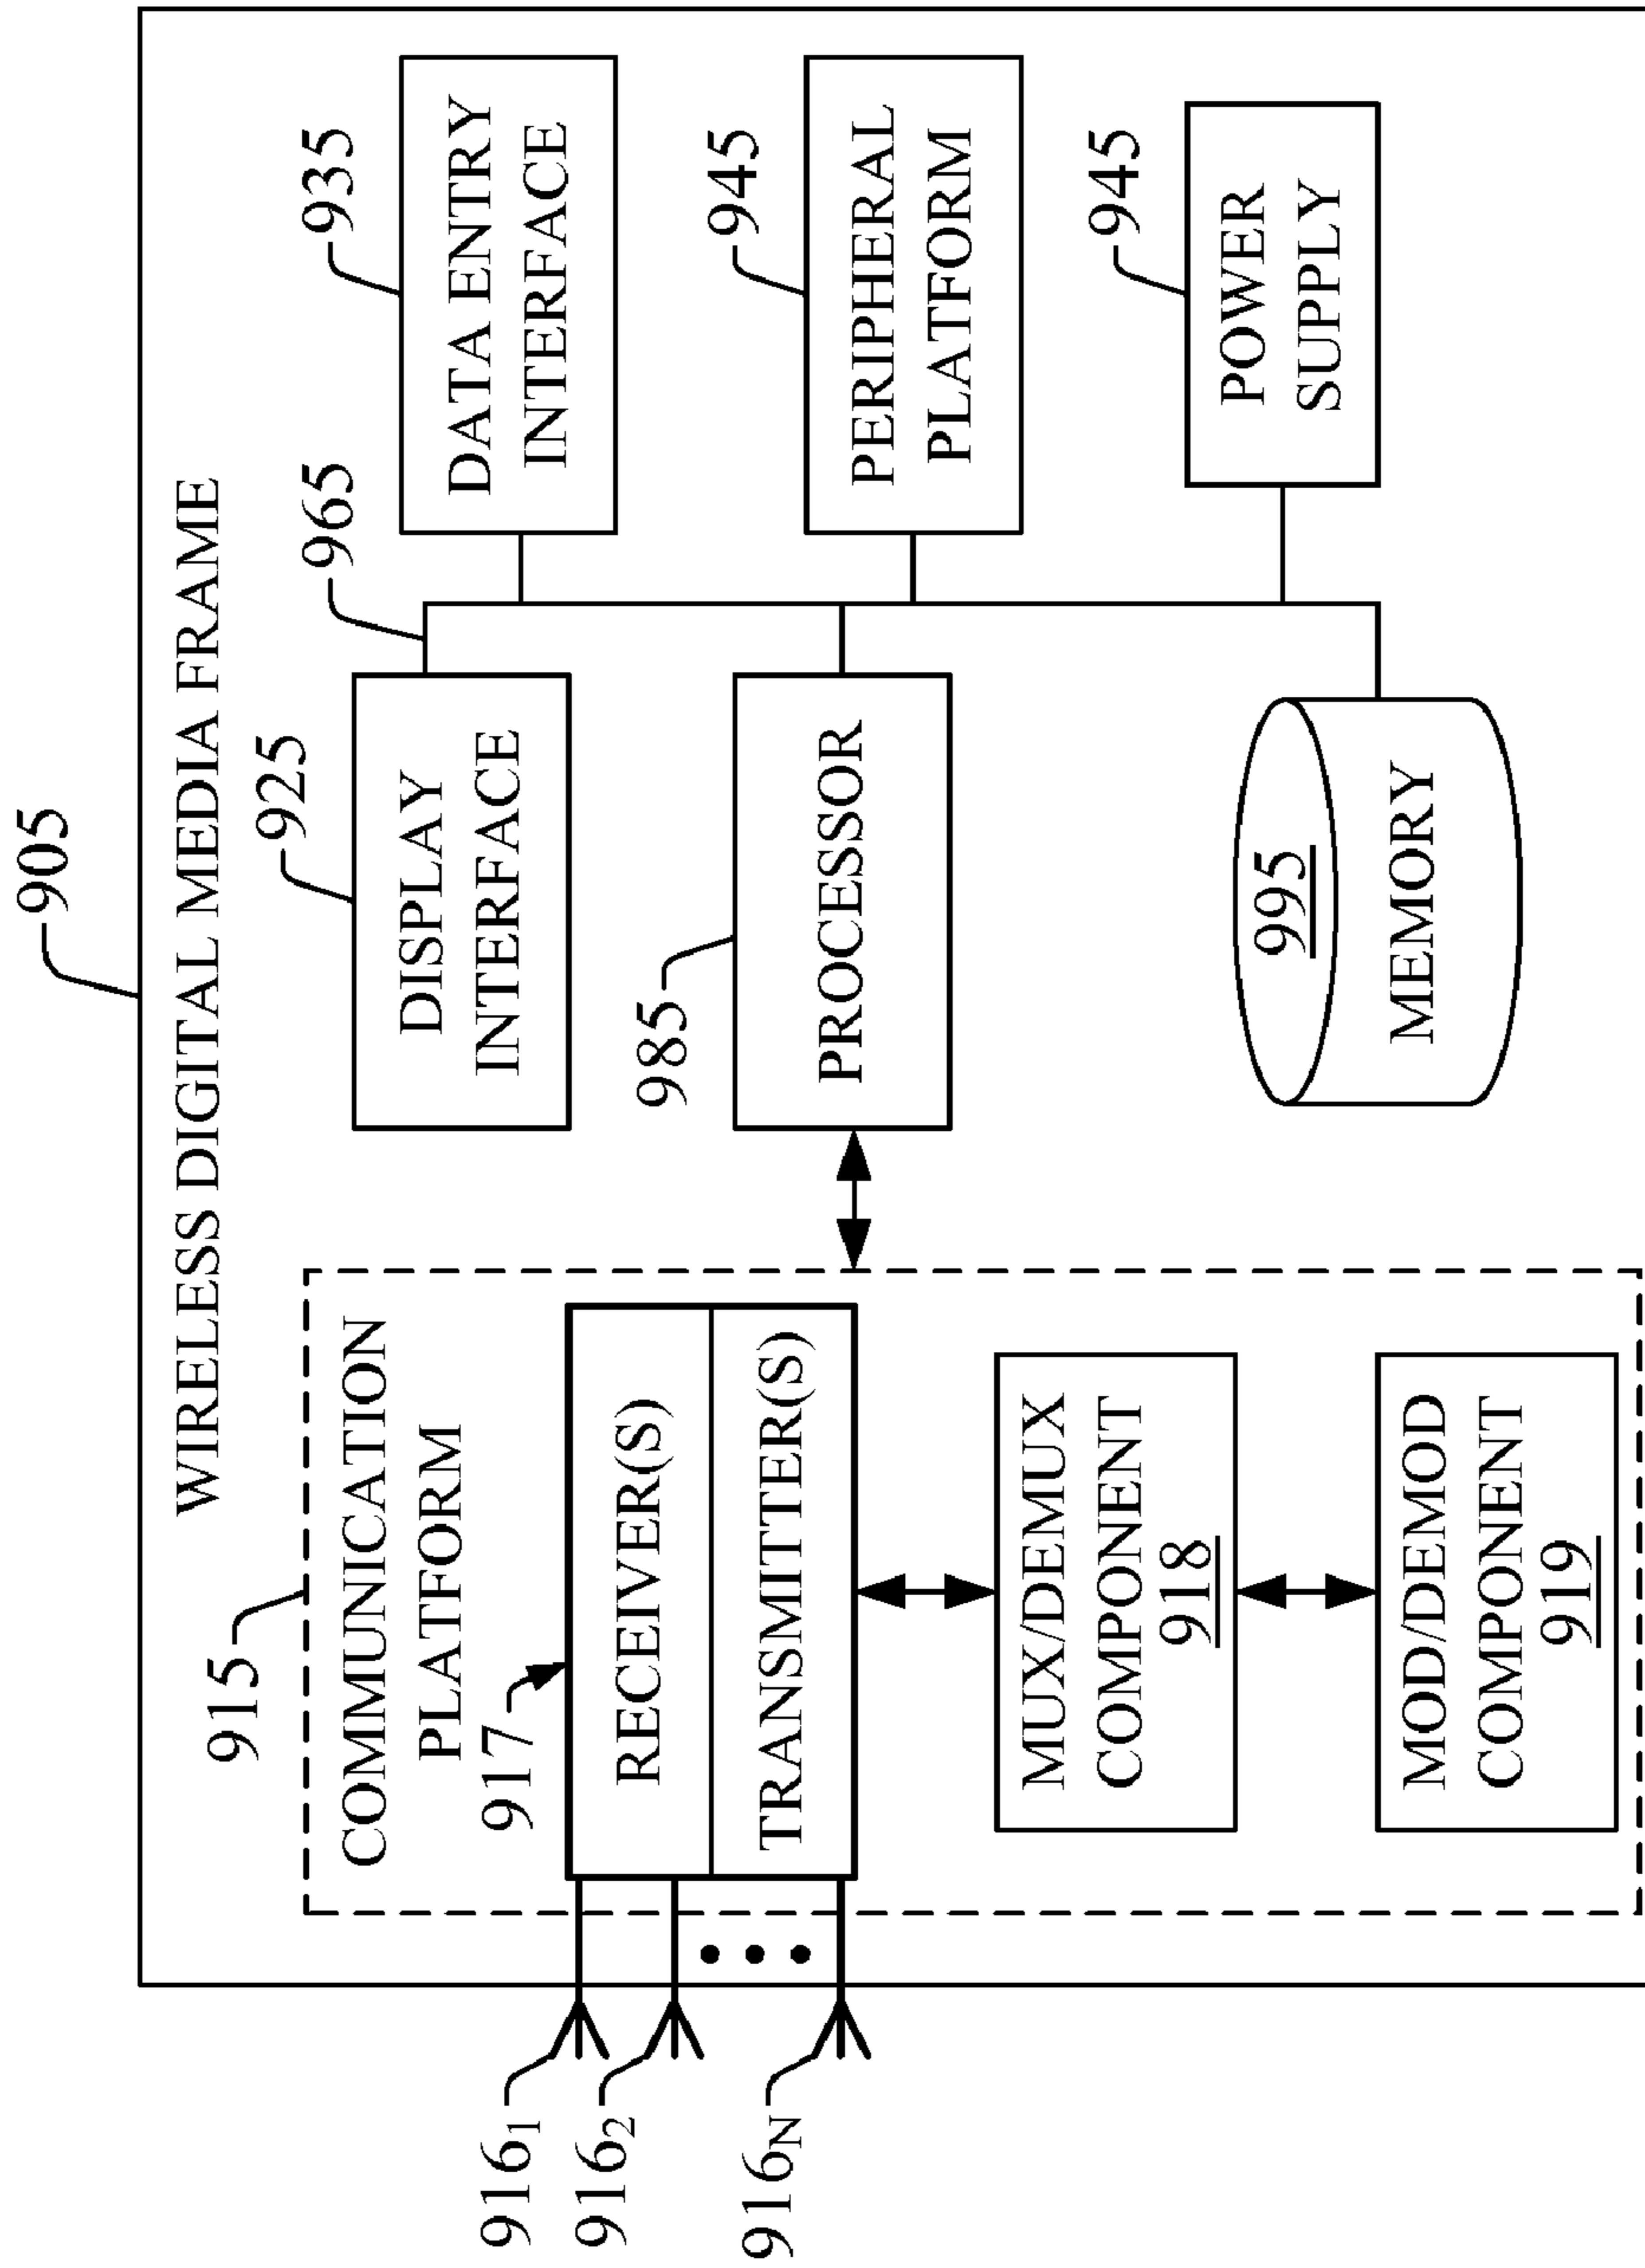 905
WIRELESS DIGITAL MEDIA FRAME
915
COMMUNICATION
PLATFORM
917
RECEIVER(S)
TRANSMITTER(S)
916₁
916₂
916N
MUX/DEMUX
COMPONENT
918
MOD/DEMOD
COMPONENT
919
925
DISPLAY
INTERFACE
965
935
DATA ENTRY
INTERFACE
985
PROCESSOR
945
PERIPHERAL
PLATFORM
945
POWER
SUPPLY
995
MEMORY